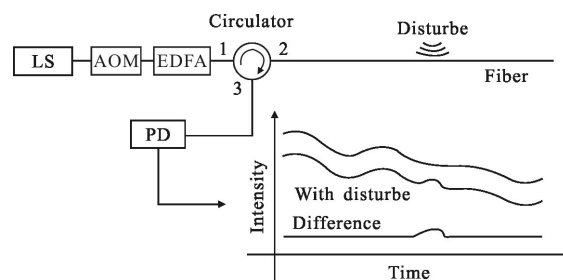 Circulator
Disturbe
LS
AOM
EDFA
1
2
3
Fiber
PD
Intensity
With disturbe
Difference
Time